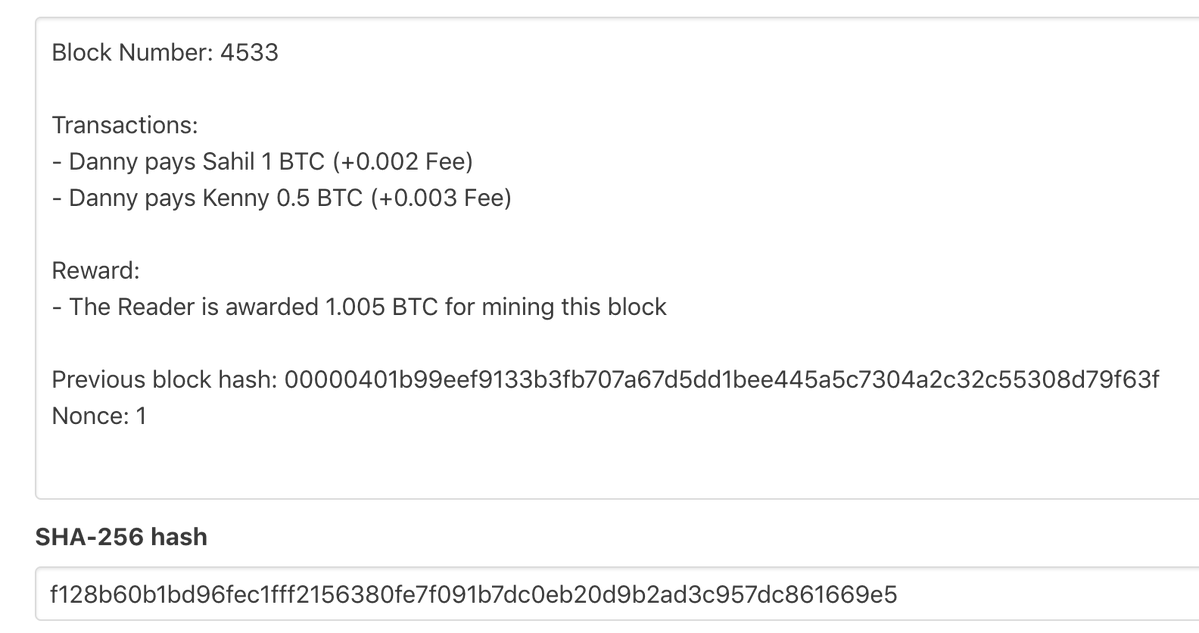 Block Number: 4533
Transactions:
- Danny pays Sahil 1 BTC (+0.002 Fee)
- Danny pays Kenny 0.5 BTC (+0.003 Fee)
Reward:
- The Reader is awarded 1.005 BTC for mining this block
Previous block hash: 00000401b99eef9133b3fb707a67d5dd1bee445a5c7304a2c32c55308d79f63f
Nonce: 1
SHA-256 hash
f128b60b1bd96fec1fff2156380fe7f091b7dc0eb20d9b2ad3c957dc861669e5